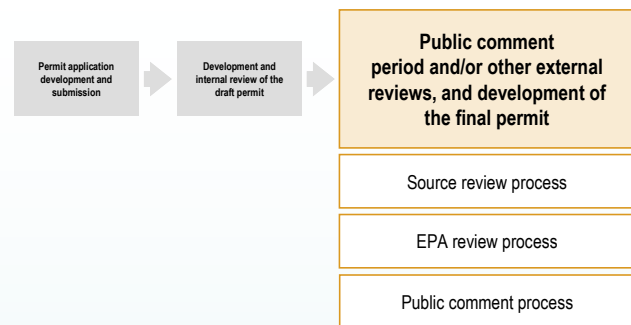 Permit application
development and
submission
Development and
internal review of the
draft permit
Public comment
period and/or other external
reviews, and development of
the final permit
Source review process
EPA review process
Public comment process